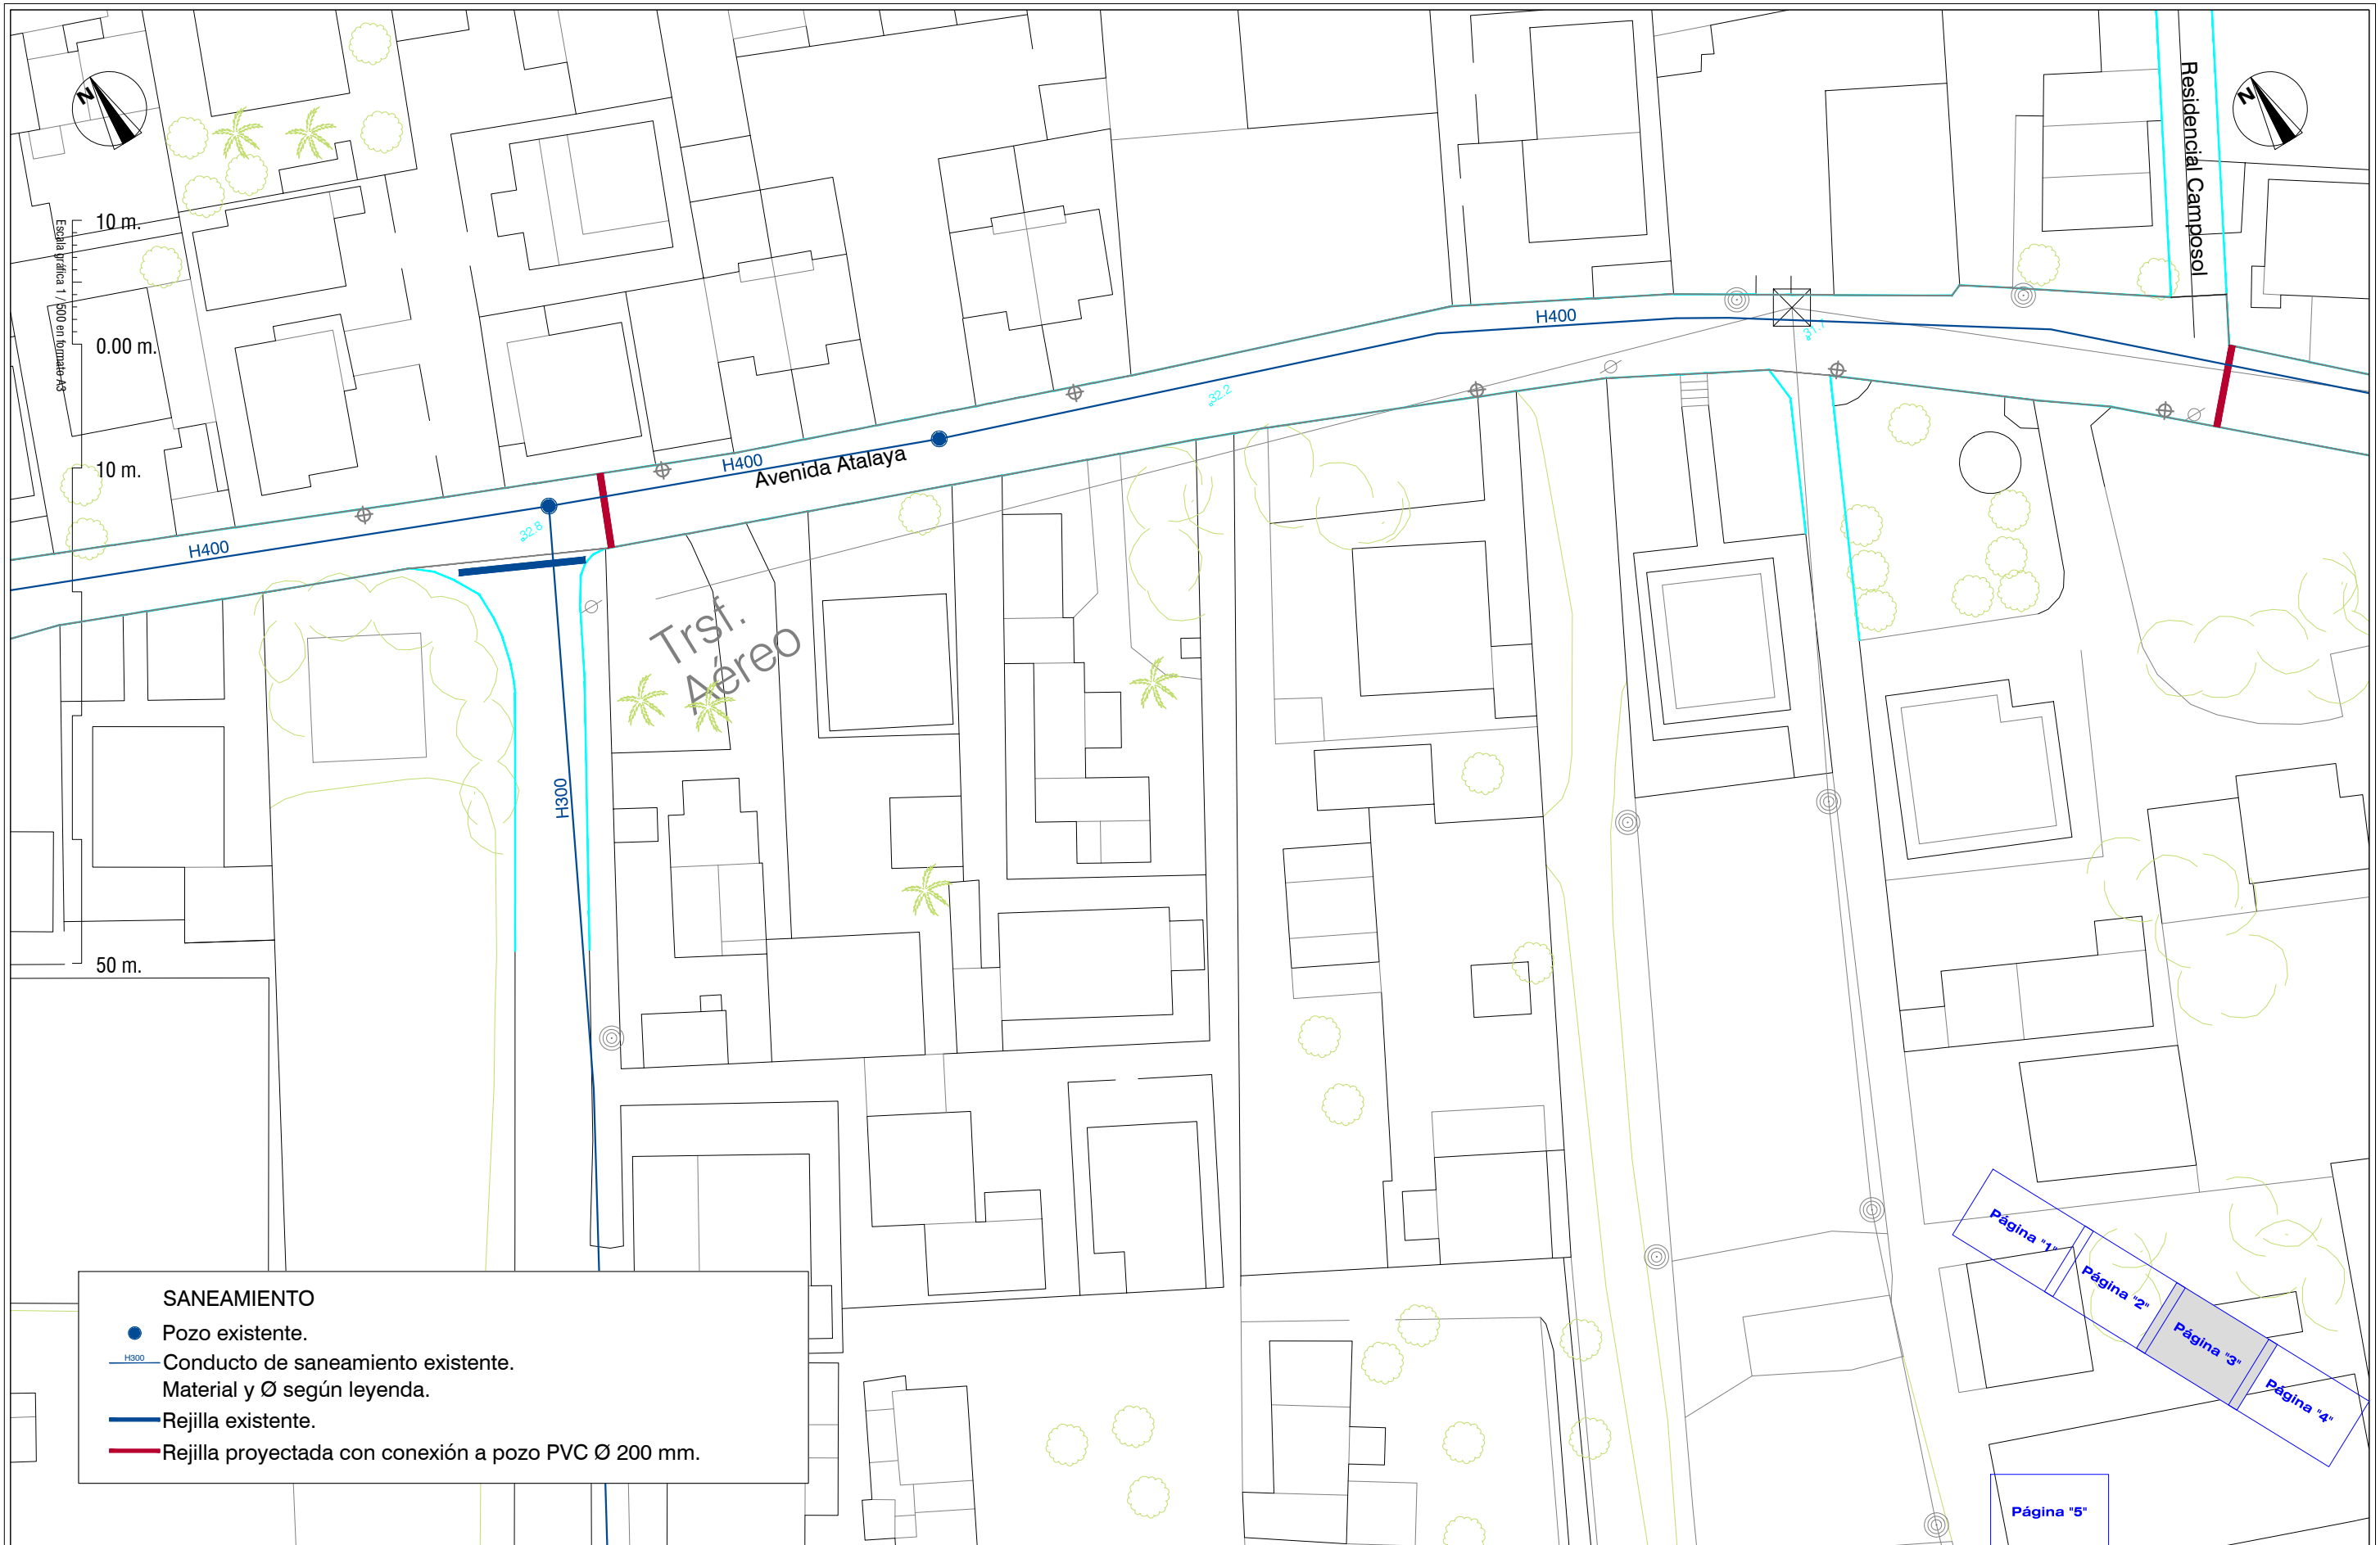 N
N
Residencial Camposol
10 m.
Escala gráfica 1 / 500 en formato A3
0.00 m.
10 m.
50 m.
H400
31.7
32.2
H400
Avenida Atalaya
32.8
H400
Trsf.
Aéreo
H300
Página "1"
Página "2"
Página "3"
Página "4"
Página "5"
SANEAMIENTO
Pozo existente.
H300
Conducto de saneamiento existente.
Material y Ø según leyenda.
Rejilla existente.
Rejilla proyectada con conexión a pozo PVC Ø 200 mm.